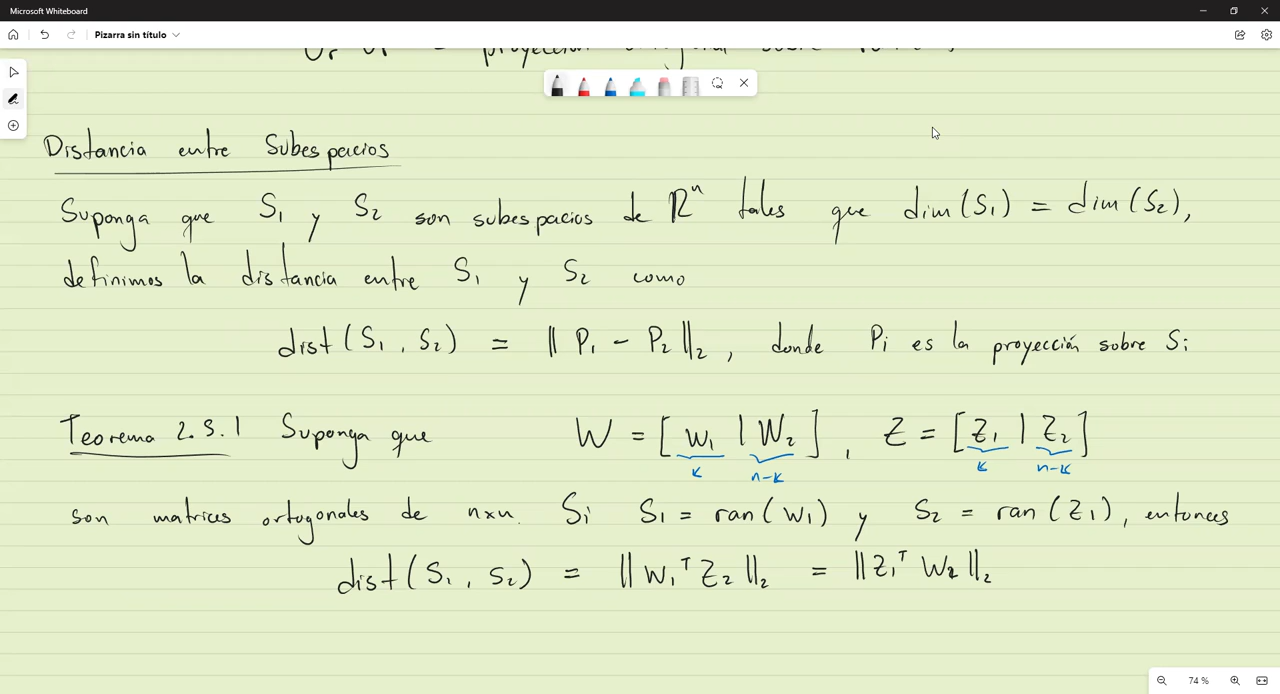 Microsoft Whiteboard
Pizarra sin título
proyección
Distancia entre Subespacios
Suponga que S₁ y S₂ son subespacios de ℝⁿ tales que dim(S₁) = dim(S₂),
definimos la distancia entre S₁ y S₂ como
dist(S₁, S₂) = ‖P₁ - P₂‖₂, donde Pi es la proyección sobre Si
Teorema 2.5.1 Suponga que W = [W₁ | W₂], Z = [Z₁ | Z₂]
k n-k k n-k
son matrices ortogonales de nxn. Si S₁ = ran(W₁) y S₂ = ran(Z₁), entonces
dist(S₁, S₂) = ‖W₁ᵀ Z₂‖₂ = ‖Z₁ᵀ W₂‖₂
74 %